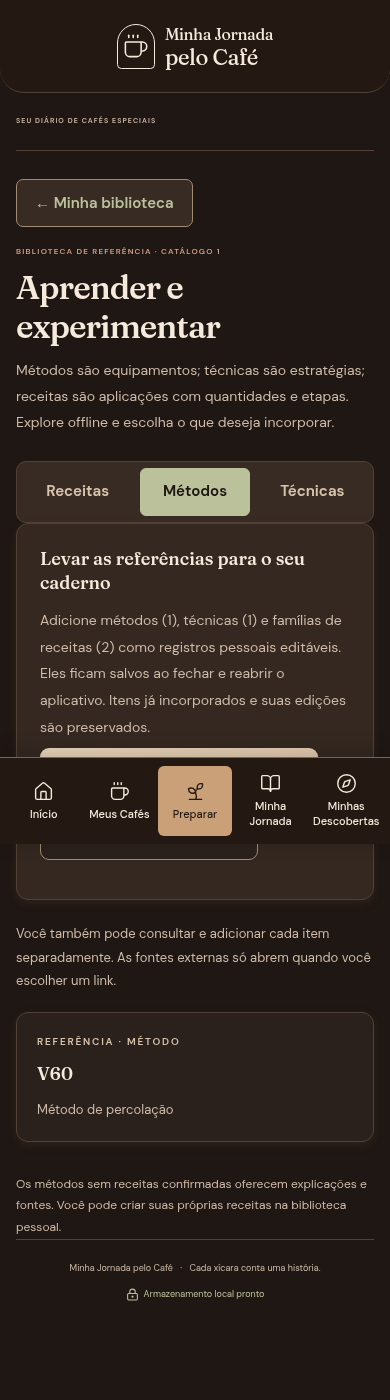 Minha Jornada
pelo Café
SEU DIÁRIO DE CAFÉS ESPECIAIS
← Minha biblioteca
BIBLIOTECA DE REFERÊNCIA · CATÁLOGO 1
Aprender e
experimentar
Métodos são equipamentos; técnicas são estratégias;
receitas são aplicações com quantidades e etapas.
Explore offline e escolha o que deseja incorporar.
Receitas Métodos Técnicas
Levar as referências para o seu
caderno
Adicione métodos (1), técnicas (1) e famílias de
receitas (2) como registros pessoais editáveis.
Eles ficam salvos ao fechar e reabrir o
aplicativo. Itens já incorporados e suas edições
são preservados.
Início
Meus Cafés
Preparar
Minha
Jornada
Minhas
Descobertas
Você também pode consultar e adicionar cada item
separadamente. As fontes externas só abrem quando você
escolher um link.
REFERÊNCIA · MÉTODO
V60
Método de percolação
Os métodos sem receitas confirmadas oferecem explicações e
fontes. Você pode criar suas próprias receitas na biblioteca
pessoal.
Minha Jornada pelo Café · Cada xícara conta uma história.
Armazenamento local pronto